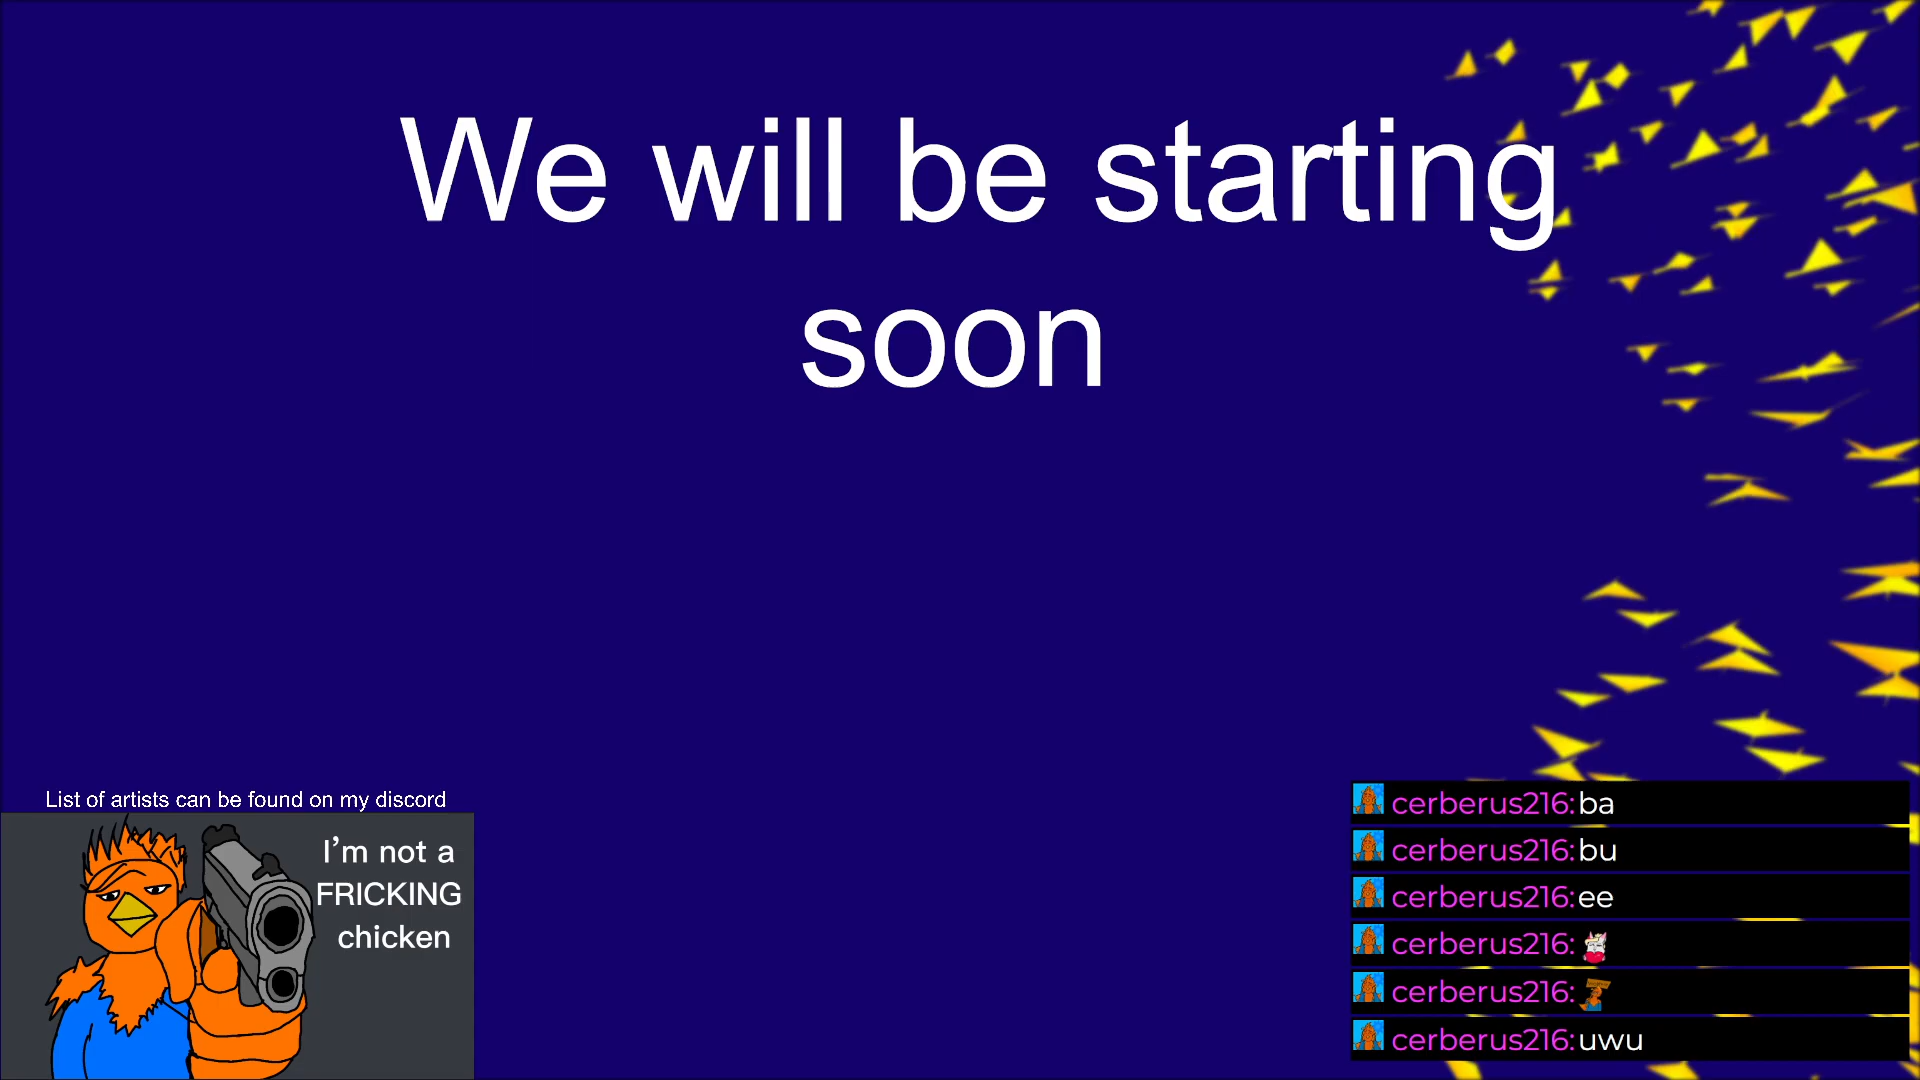 We will be starting
soon
List of artists can be found on my discord
I’m not a
FRICKING
chicken
cerberus216:ba
cerberus216:bu
cerberus216:ee
cerberus216:
cerberus216:
cerberus216:uwu